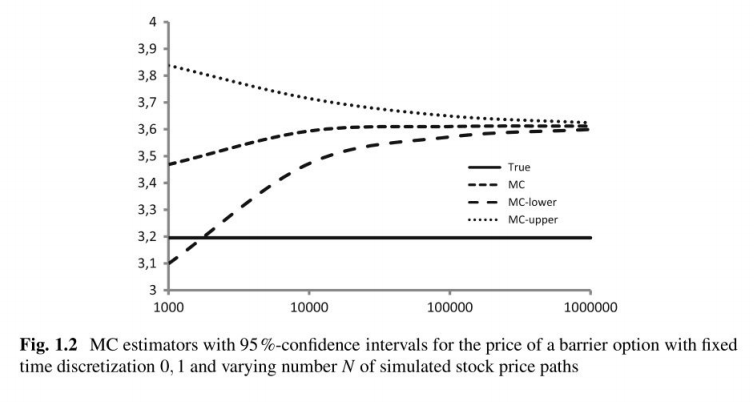 4
3,9
3,8
3,7
3,6
3,5
3,4
3,3
3,2
3,1
3
1000 10000 100000 1000000
True
MC
MC-lower
MC-upper
Fig. 1.2 MC estimators with 95 %-confidence intervals for the price of a barrier option with fixed
time discretization 0, 1 and varying number N of simulated stock price paths